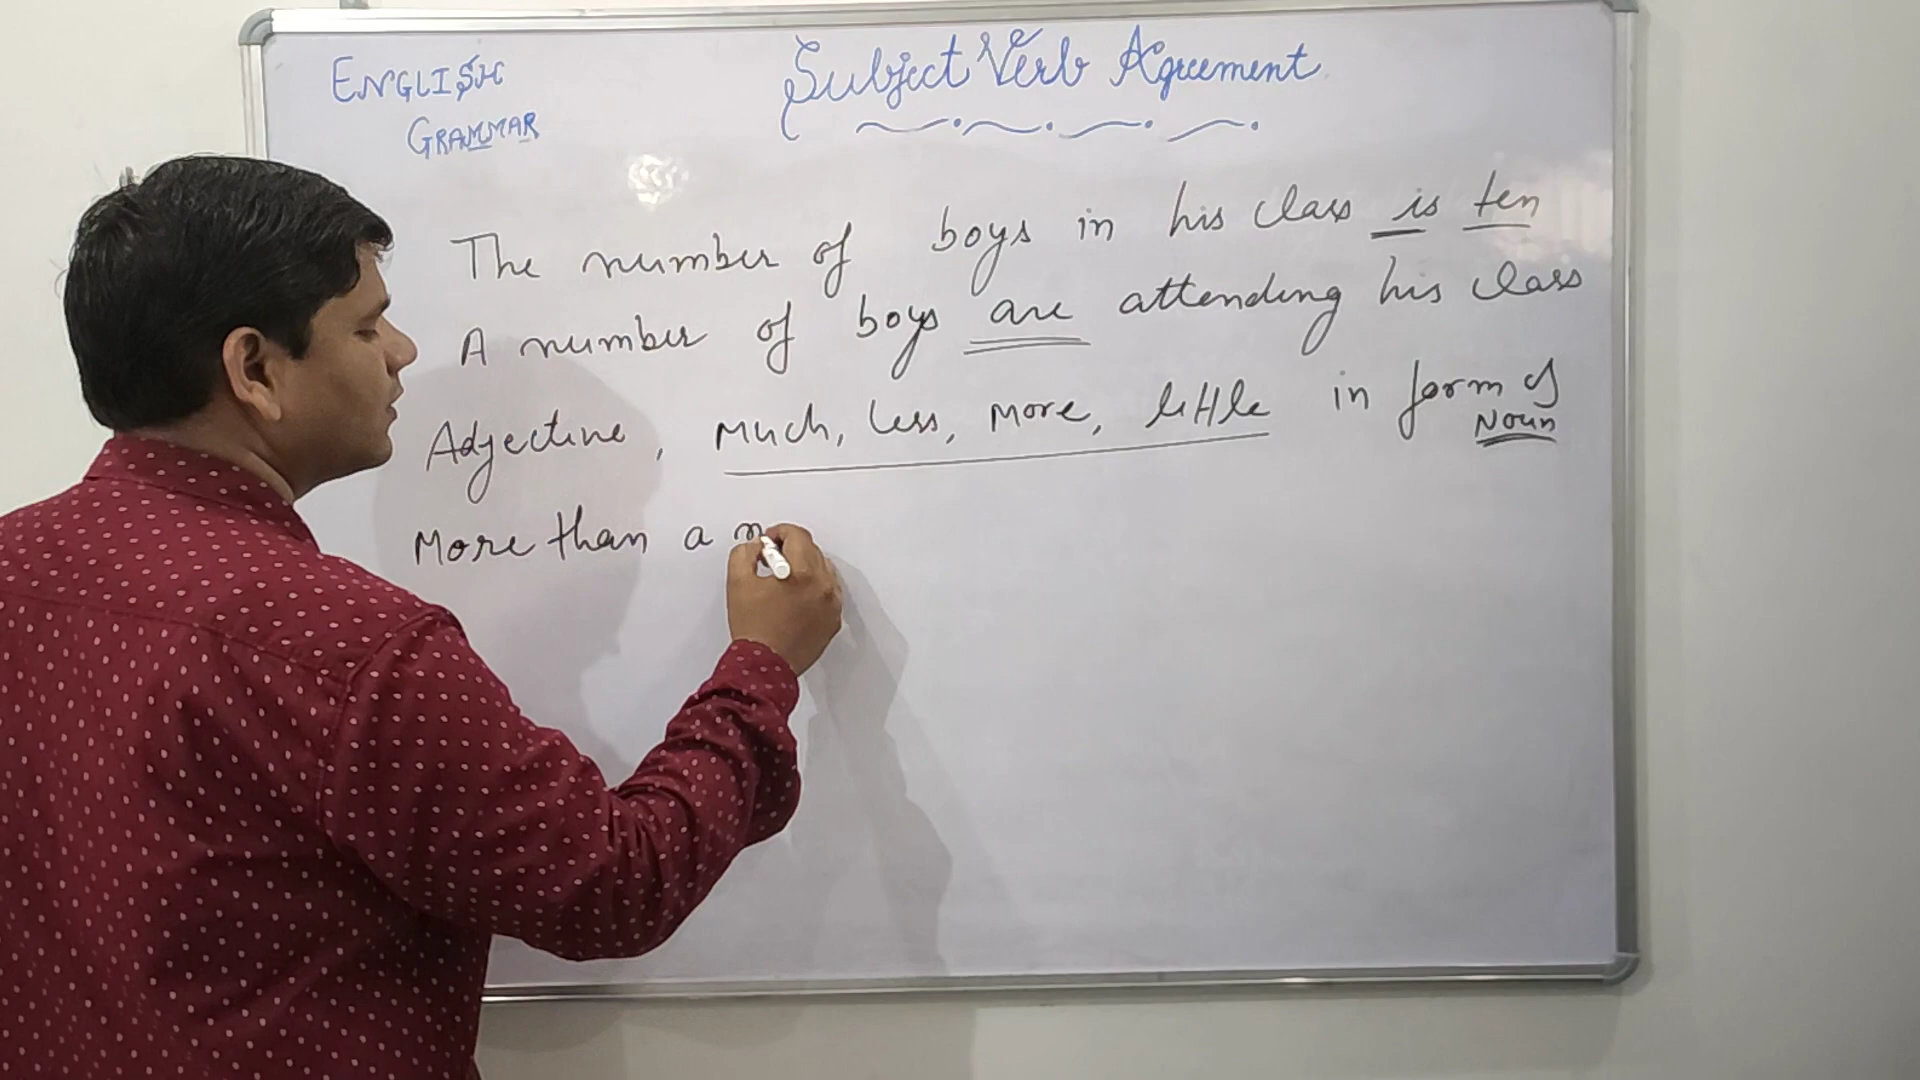 ENGLISH
GRAMMAR
Subject Verb Agreement
The number of boys in his class is ten
A number of boys are attending his class
Adjective, Much, less, More, little in form of
Noun
More than a